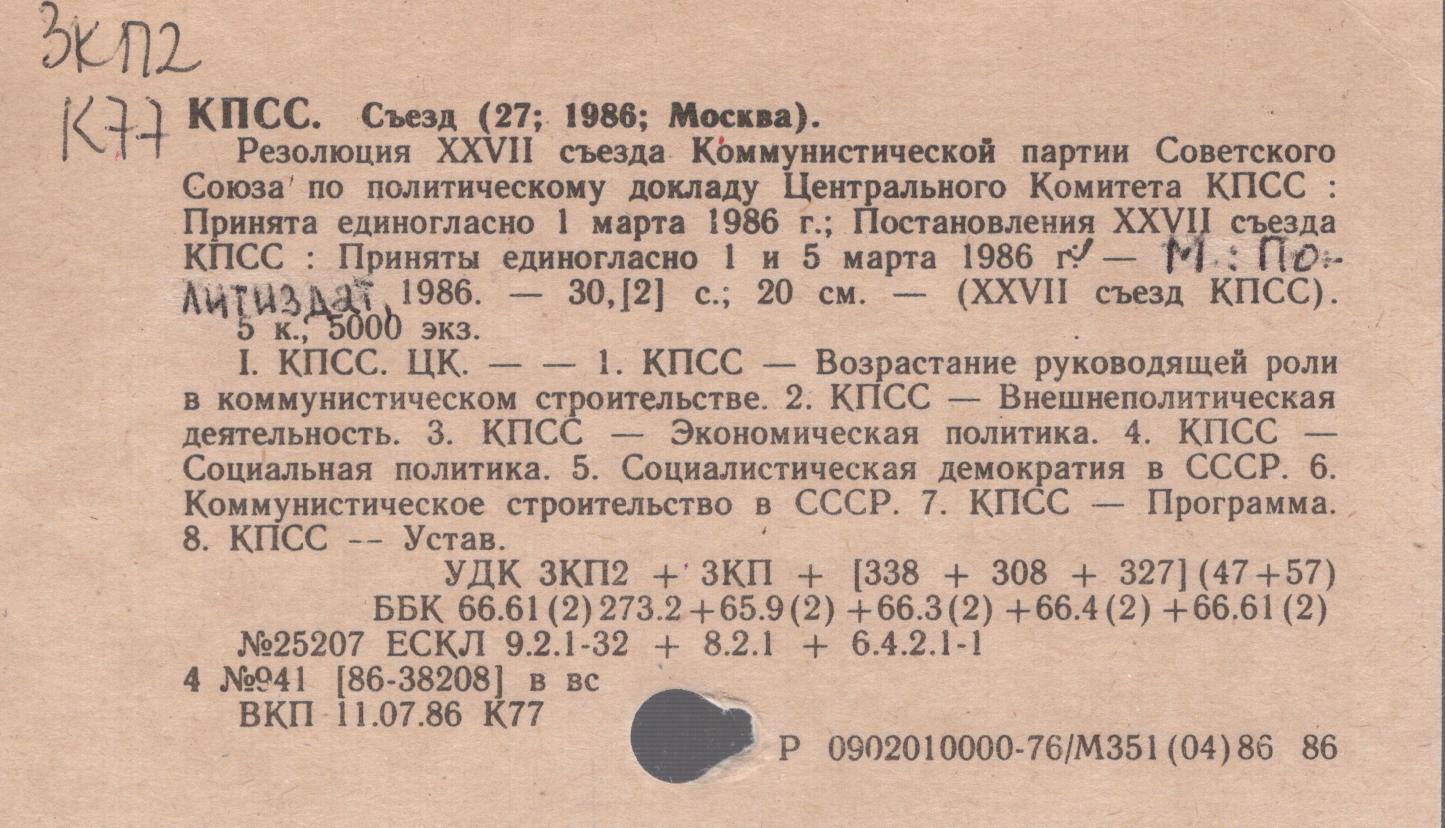 3КП2
К77
КПСС. Съезд (27; 1986; Москва).
Резолюция XXVII съезда Коммунистической партии Советского
Союза по политическому докладу Центрального Комитета КПСС :
Принята единогласно 1 марта 1986 г.; Постановления XXVII съезда
КПСС : Приняты единогласно 1 и 5 марта 1986 г. — М. : По-
литиздат, 1986. — 30,[2] с.; 20 см. — (XXVII съезд КПСС).
5 к., 5000 экз.
I. КПСС. ЦК. — — 1. КПСС — Возрастание руководящей роли
в коммунистическом строительстве. 2. КПСС — Внешнеполитическая
деятельность. 3. КПСС — Экономическая политика. 4. КПСС —
Социальная политика. 5. Социалистическая демократия в СССР. 6.
Коммунистическое строительство в СССР. 7. КПСС — Программа.
8. КПСС -- Устав.
УДК 3КП2 + 3КП + [338 + 308 + 327] (47+57)
ББК 66.61(2)273.2+65.9(2) +66.3(2) +66.4(2) +66.61(2)
№25207 ЕСКЛ 9.2.1-32 + 8.2.1 + 6.4.2.1-1
4 №941 [86-38208] в вс
ВКП 11.07.86 К77
Р 0902010000-76/М351(04)86 86